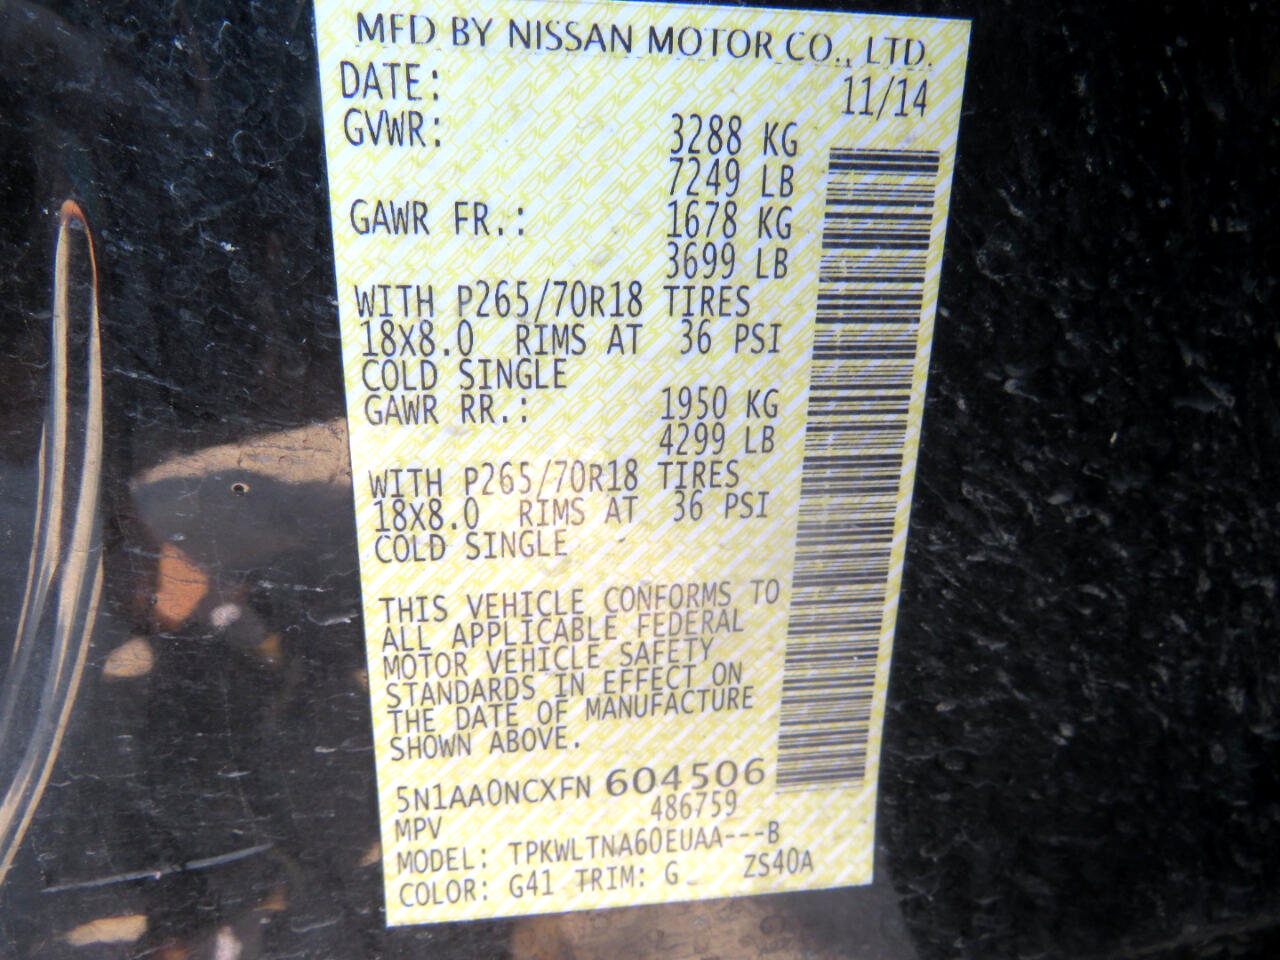 MFD BY NISSAN MOTOR CO., LTD.
DATE: 11/14
GVWR: 3288 KG
7249 LB
GAWR FR.: 1678 KG
3699 LB
WITH P265/70R18 TIRES
18X8.0 RIMS AT 36 PSI
COLD SINGLE
GAWR RR.: 1950 KG
4299 LB
WITH P265/70R18 TIRES
18X8.0 RIMS AT 36 PSI
COLD SINGLE
THIS VEHICLE CONFORMS TO
ALL APPLICABLE FEDERAL
MOTOR VEHICLE SAFETY
STANDARDS IN EFFECT ON
THE DATE OF MANUFACTURE
SHOWN ABOVE.
5N1AA0NCXFN 604506
486759
MPV
MODEL: TPKWLTNA60EUAA---B
COLOR: G41 TRIM: G_ ZS40A